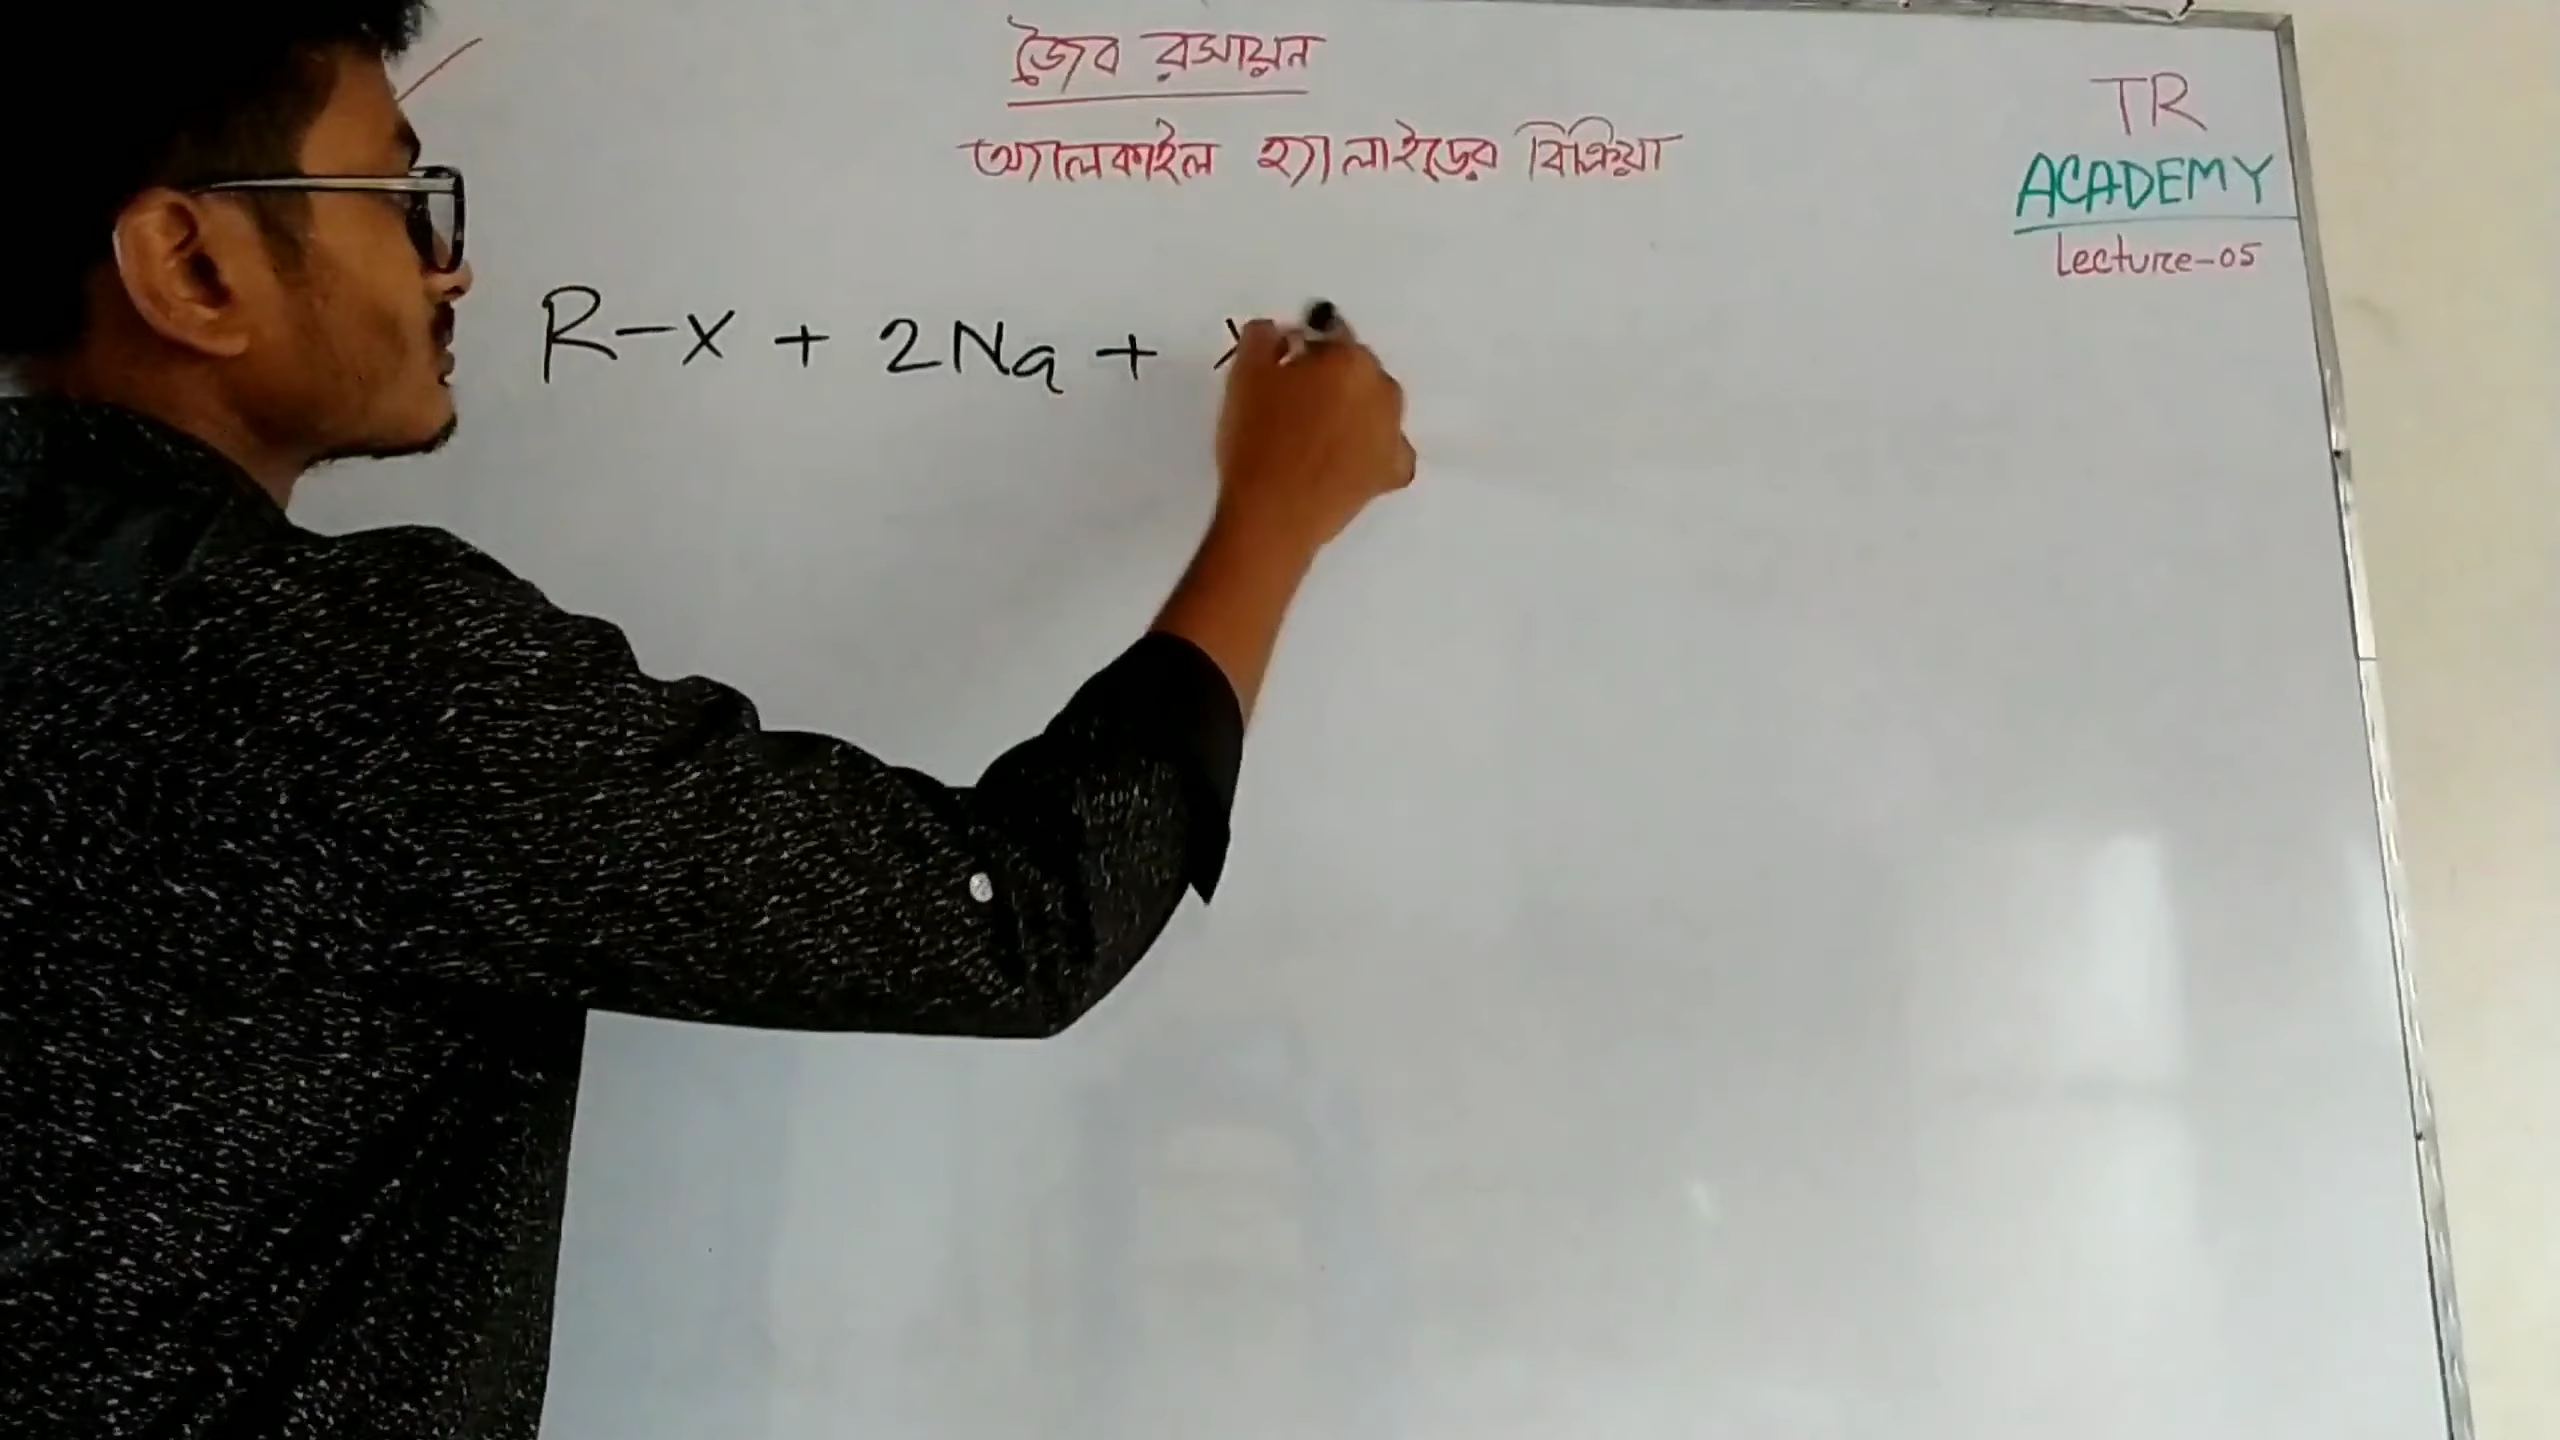 জৈব রসায়ন
অ্যালকাইল হ্যালাইডের বিক্রিয়া
TR
ACADEMY
Lecture-05
R-X + 2Na + X